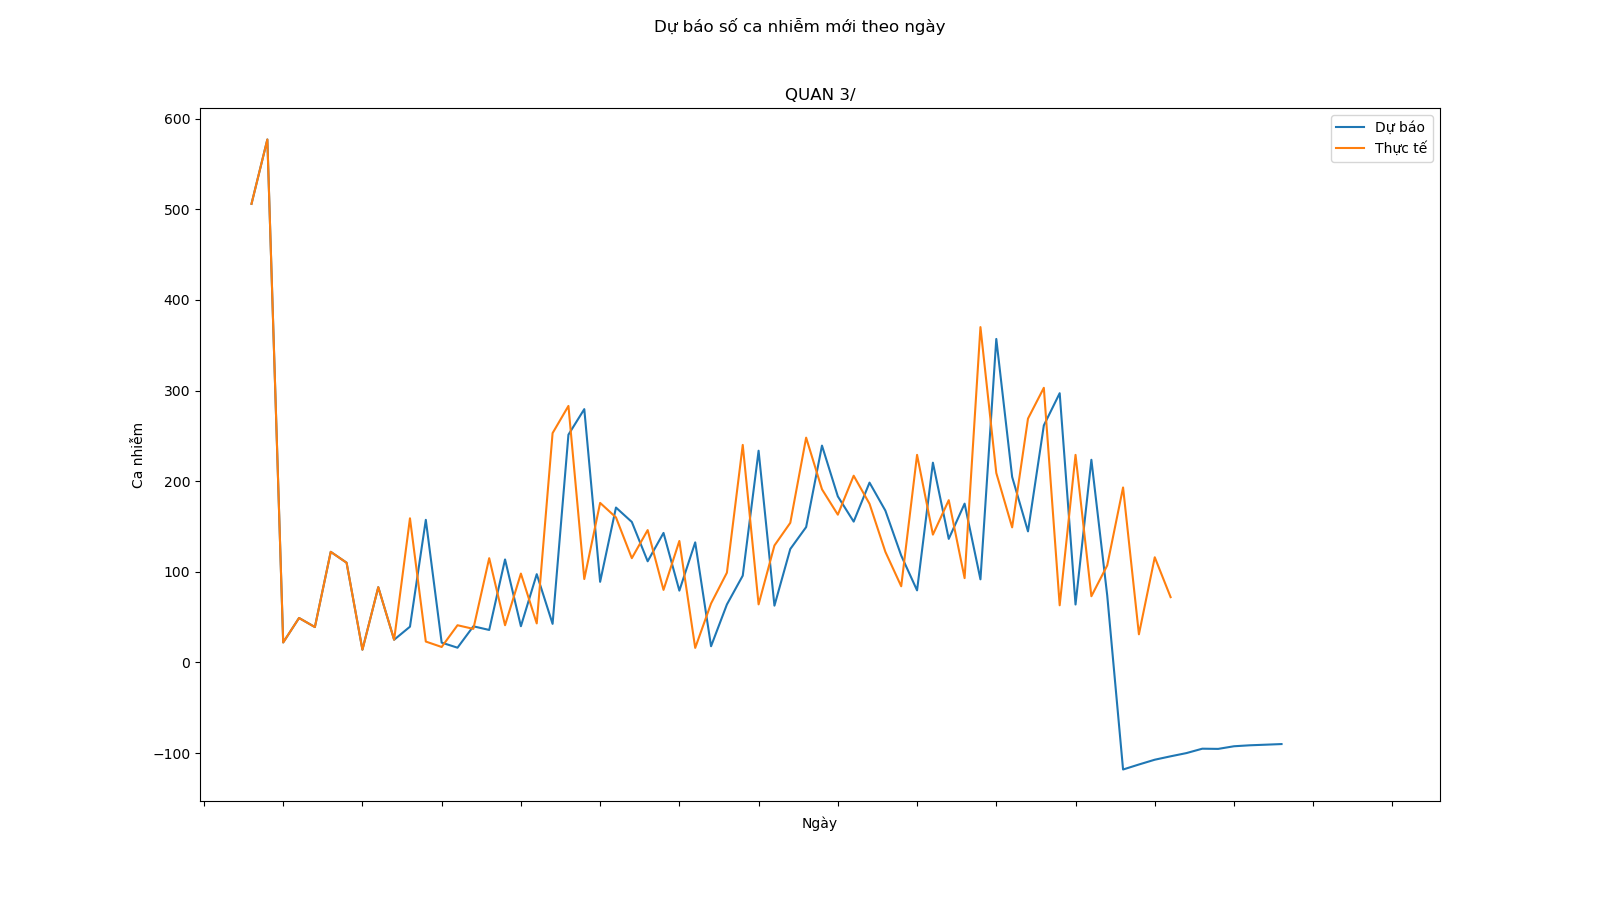 Dự báo số ca nhiễm mới theo ngày
QUAN 3/
600
500
400
300
200
100
0
−100
Ca nhiễm
Ngày
Dự báo
Thực tế